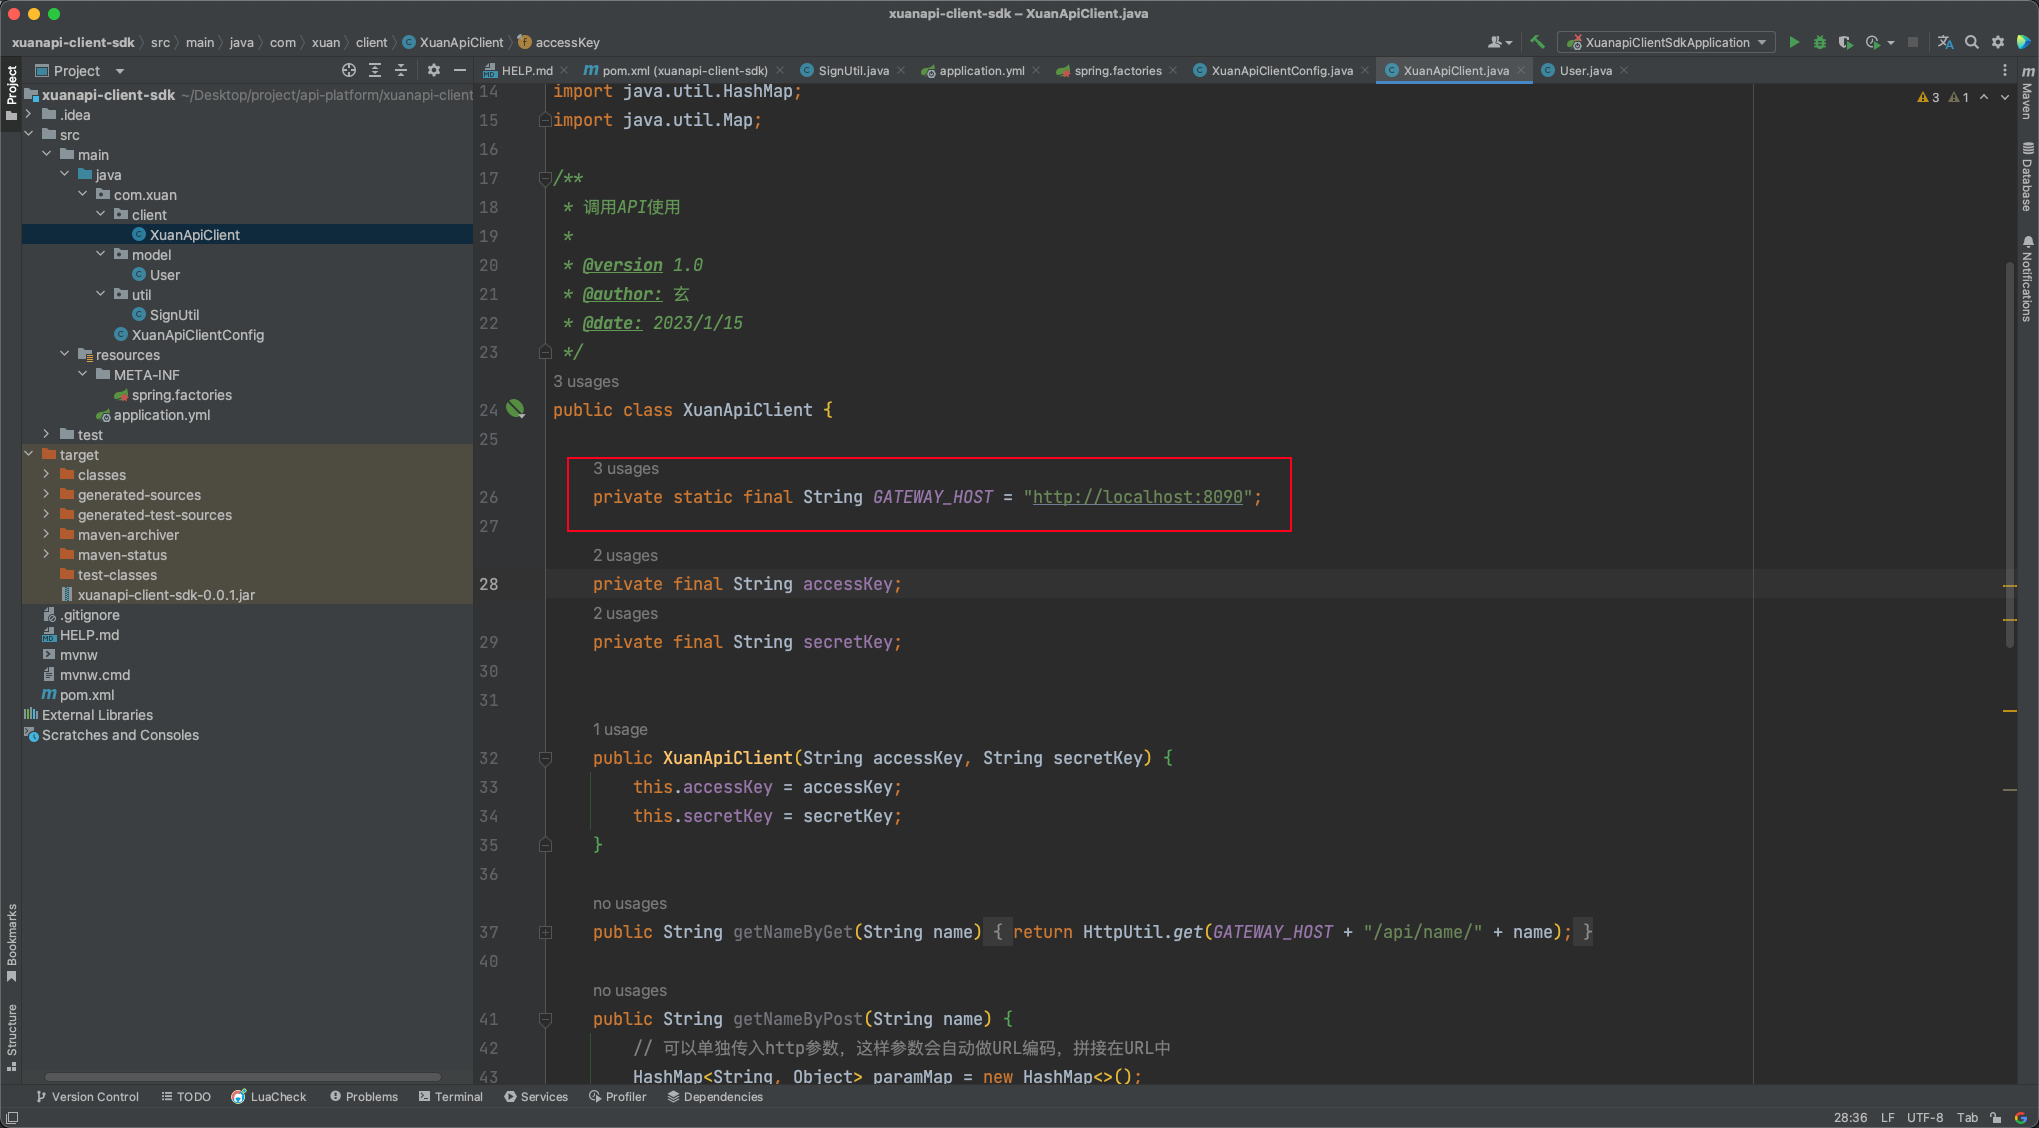 xuanapi-client-sdk – XuanApiClient.java
xuanapi-client-sdk › src › main › java › com › xuan › client › XuanApiClient › accessKey
XuanapiClientSdkApplication
Project
HELP.md
pom.xml (xuanapi-client-sdk)
SignUtil.java
application.yml
spring.factories
XuanApiClientConfig.java
XuanApiClient.java
User.java
Project
Bookmarks
Structure
xuanapi-client-sdk ~/Desktop/project/api-platform/xuanapi-client
.idea
src
main
java
com.xuan
client
XuanApiClient
model
User
util
SignUtil
XuanApiClientConfig
resources
META-INF
spring.factories
application.yml
test
target
classes
generated-sources
generated-test-sources
maven-archiver
maven-status
test-classes
xuanapi-client-sdk-0.0.1.jar
.gitignore
HELP.md
mvnw
mvnw.cmd
pom.xml
External Libraries
Scratches and Consoles
3 1
14 import java.util.HashMap;
15 import java.util.Map;
16
17 /**
18 * 调用API使用
19 *
20 * @version 1.0
21 * @author: 玄
22 * @date: 2023/1/15
23 */
3 usages
24 public class XuanApiClient {
25
3 usages
26 private static final String GATEWAY_HOST = "http://localhost:8090";
27
2 usages
28 private final String accessKey;
2 usages
29 private final String secretKey;
30
31
1 usage
32 public XuanApiClient(String accessKey, String secretKey) {
33 this.accessKey = accessKey;
34 this.secretKey = secretKey;
35 }
36
no usages
37 public String getNameByGet(String name) { return HttpUtil.get(GATEWAY_HOST + "/api/name/" + name); }
40
no usages
41 public String getNameByPost(String name) {
42 // 可以单独传入http参数，这样参数会自动做URL编码，拼接在URL中
43 HashMap<String, Object> paramMap = new HashMap<>();
Maven
Database
Notifications
Version Control
TODO
LuaCheck
Problems
Terminal
Services
Profiler
Dependencies
28:36 LF UTF-8 Tab